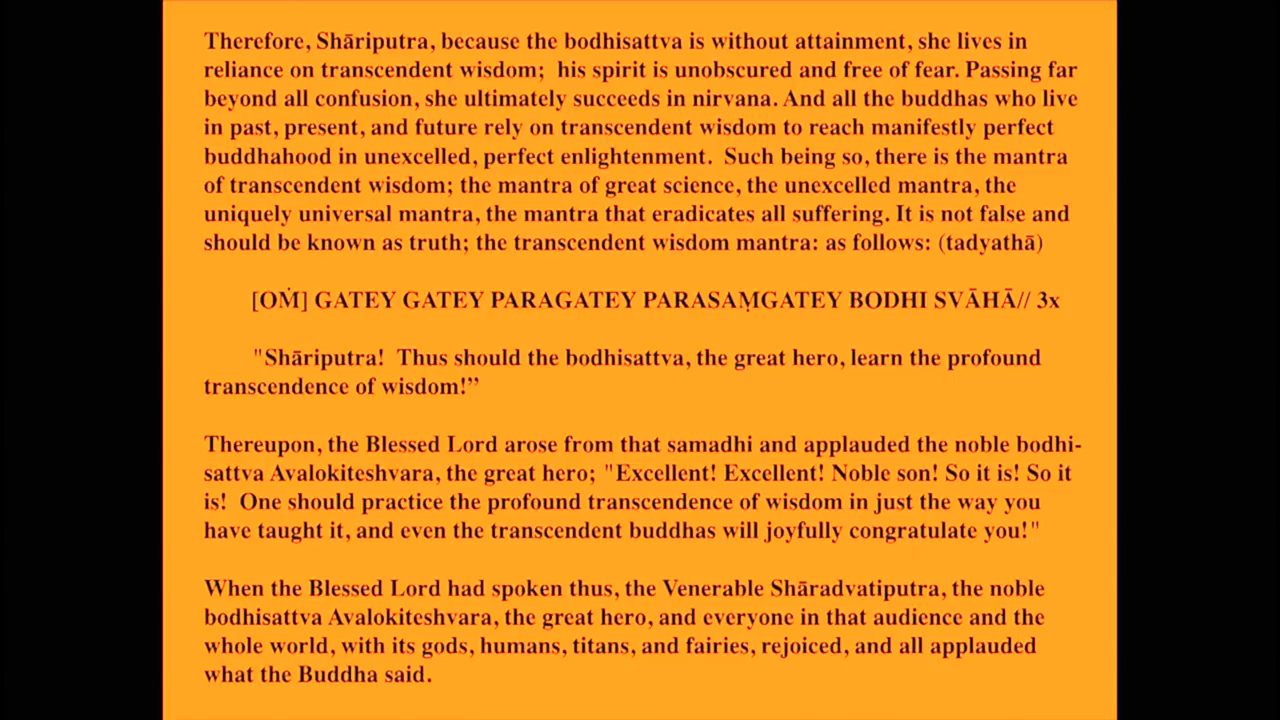 Therefore, Shāriputra, because the bodhisattva is without attainment, she lives in
reliance on transcendent wisdom;  his spirit is unobscured and free of fear. Passing far
beyond all confusion, she ultimately succeeds in nirvana. And all the buddhas who live
in past, present, and future rely on transcendent wisdom to reach manifestly perfect
buddhahood in unexcelled, perfect enlightenment.  Such being so, there is the mantra
of transcendent wisdom; the mantra of great science, the unexcelled mantra, the
uniquely universal mantra, the mantra that eradicates all suffering. It is not false and
should be known as truth; the transcendent wisdom mantra: as follows: (tadyathā)
[OṀ] GATEY GATEY PARAGATEY PARASAṂGATEY BODHI SVĀHĀ// 3x
"Shāriputra!  Thus should the bodhisattva, the great hero, learn the profound
transcendence of wisdom!”
Thereupon, the Blessed Lord arose from that samadhi and applauded the noble bodhi-
sattva Avalokiteshvara, the great hero; "Excellent! Excellent! Noble son! So it is! So it
is!  One should practice the profound transcendence of wisdom in just the way you
have taught it, and even the transcendent buddhas will joyfully congratulate you!"
When the Blessed Lord had spoken thus, the Venerable Shāradvatiputra, the noble
bodhisattva Avalokiteshvara, the great hero, and everyone in that audience and the
whole world, with its gods, humans, titans, and fairies, rejoiced, and all applauded
what the Buddha said.